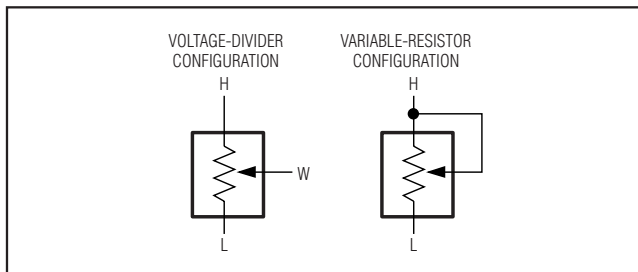 VOLTAGE-DIVIDER
CONFIGURATION
H
W
L
VARIABLE-RESISTOR
CONFIGURATION
H
L